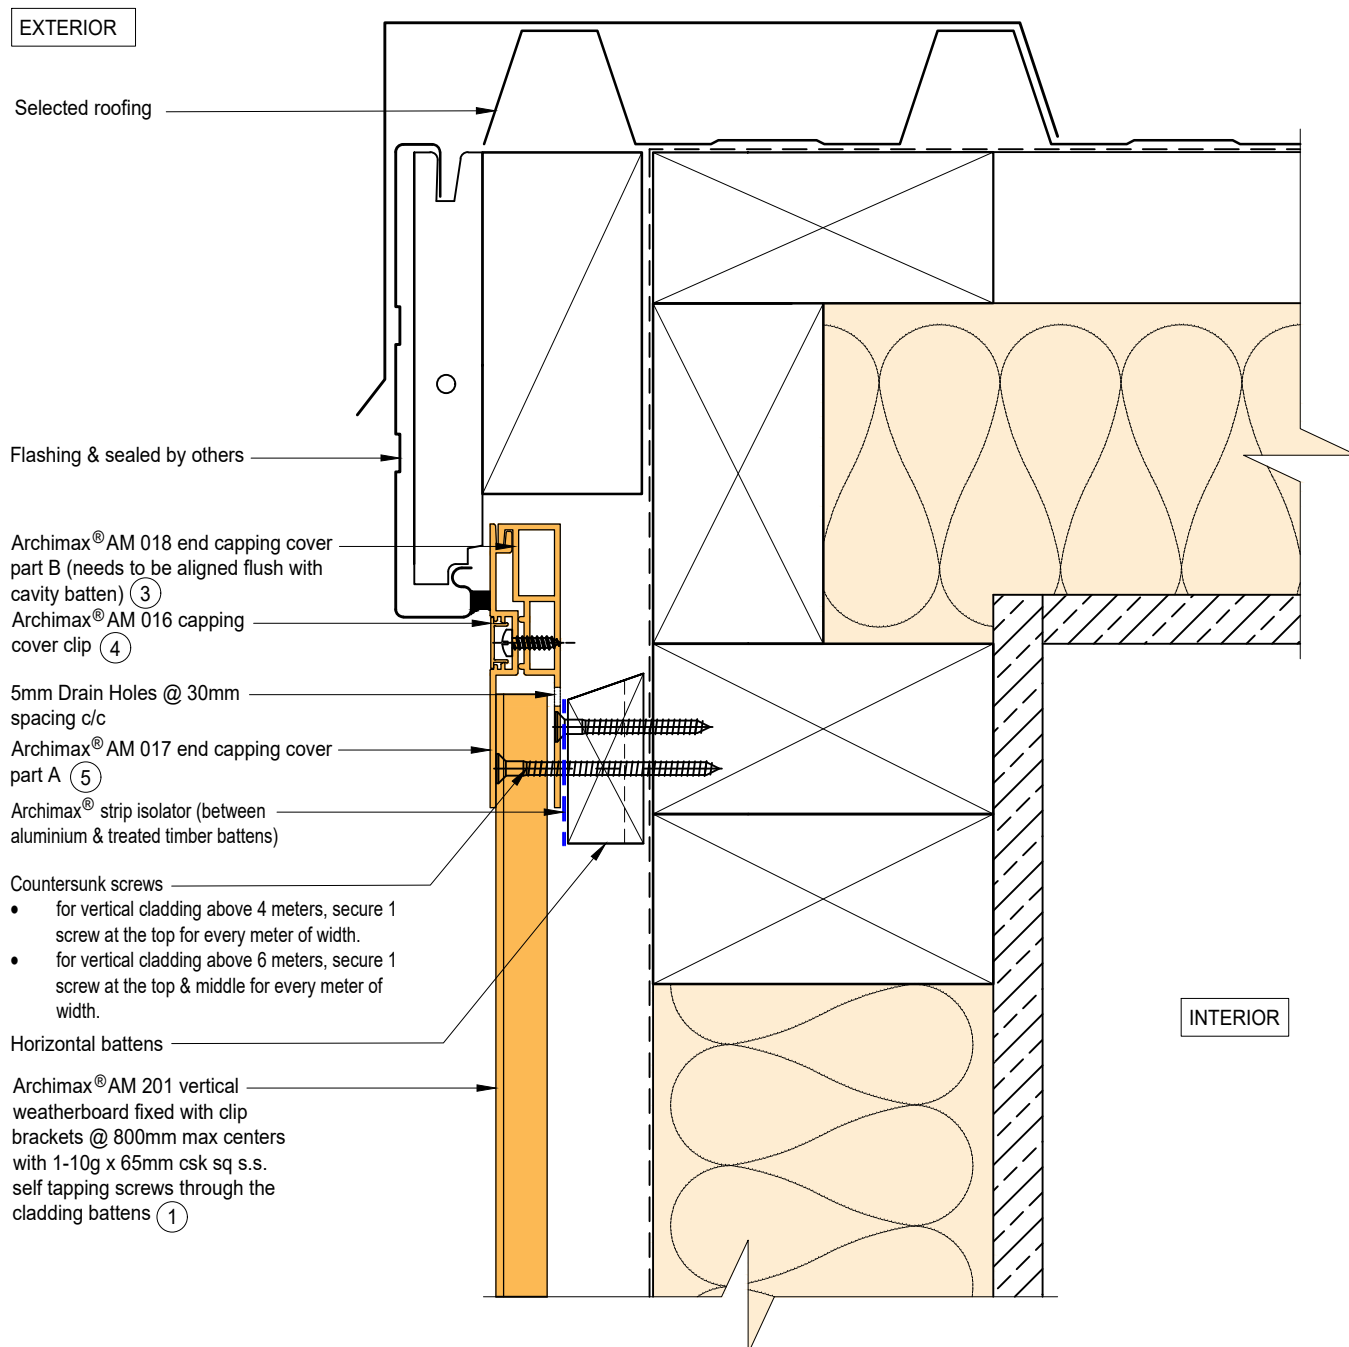 EXTERIOR
Selected roofing
Flashing & sealed by others
Archimax® AM 018 end capping cover
part B (needs to be aligned flush with
cavity batten) 3
Archimax® AM 016 capping
cover clip 4
5mm Drain Holes @ 30mm
spacing c/c
Archimax® AM 017 end capping cover
part A 5
Archimax® strip isolator (between
aluminium & treated timber battens)
Countersunk screws
• for vertical cladding above 4 meters, secure 1
screw at the top for every meter of width.
• for vertical cladding above 6 meters, secure 1
screw at the top & middle for every meter of
width.
Horizontal battens
Archimax® AM 201 vertical
weatherboard fixed with clip
brackets @ 800mm max centers
with 1-10g x 65mm csk sq s.s.
self tapping screws through the
cladding battens 1
INTERIOR